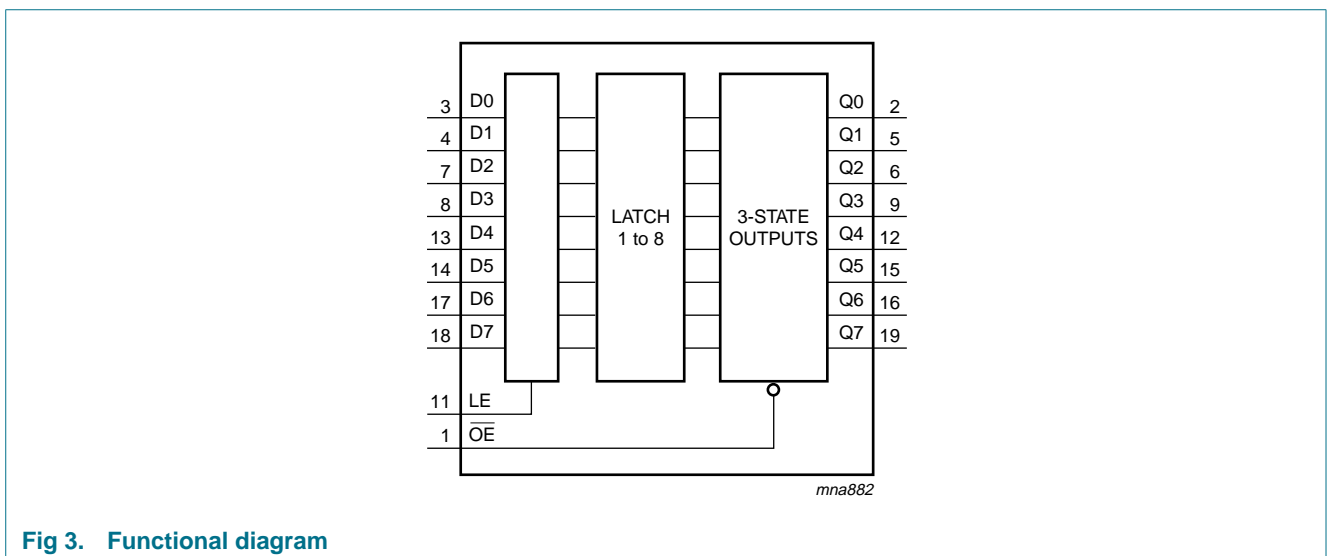 3 D0 Q0 2
4 D1 Q1 5
7 D2 Q2 6
8 D3 Q3 9
13 D4 Q4 12
14 D5 Q5 15
17 D6 Q6 16
18 D7 Q7 19
LATCH
1 to 8
3-STATE
OUTPUTS
11 LE
1 O̅E̅
mna882
Fig 3. Functional diagram